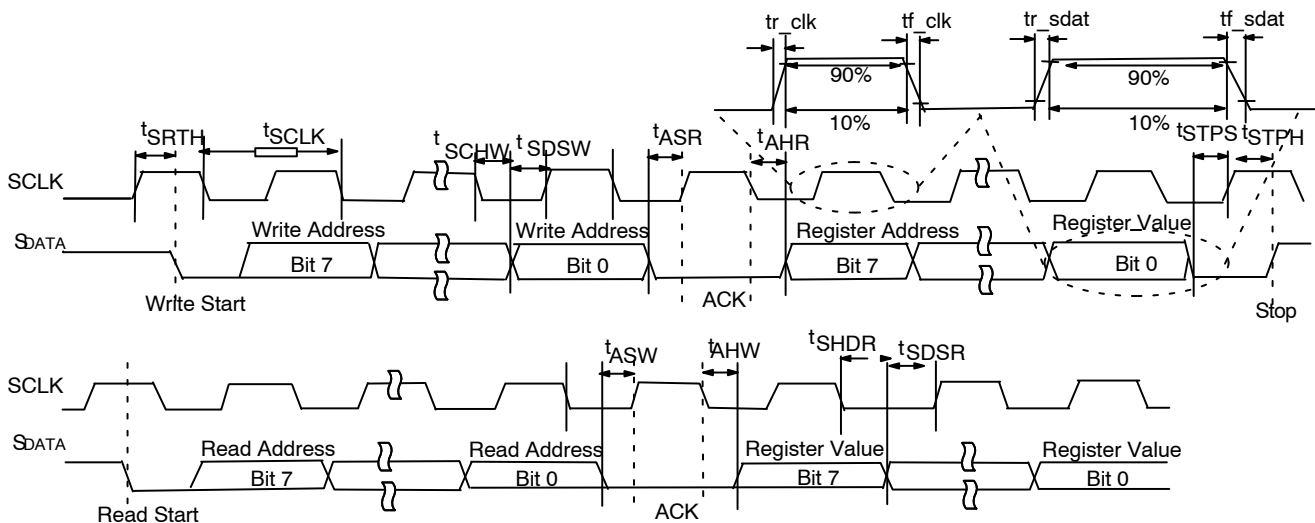 tr_clk tf_clk tr_sdat tf_sdat
90% 90%
10% 10%
tSRTH tSCLK tSCHW tSDSW tASR tAHR tSTPS tSTPH
SCLK
Write Address Write Address Register Address Register Value
SDATA
Bit 7 Bit 0 Bit 7 Bit 0
Write Start ACK Stop
tASW tAHW tSHDR tSDSR
SCLK
SDATA
Read Address Read Address Register Value Register Value
Bit 7 Bit 0 Bit 7 Bit 0
Read Start ACK